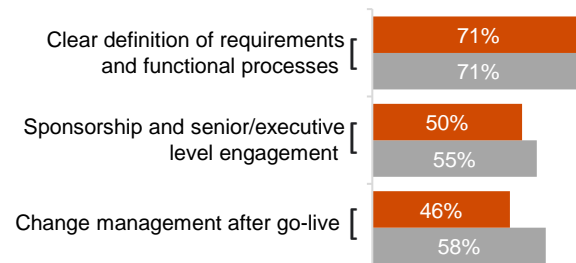 Clear definition of requirements
and functional processes
71%
71%
Sponsorship and senior/executive
level engagement
50%
55%
Change management after go-live
46%
58%